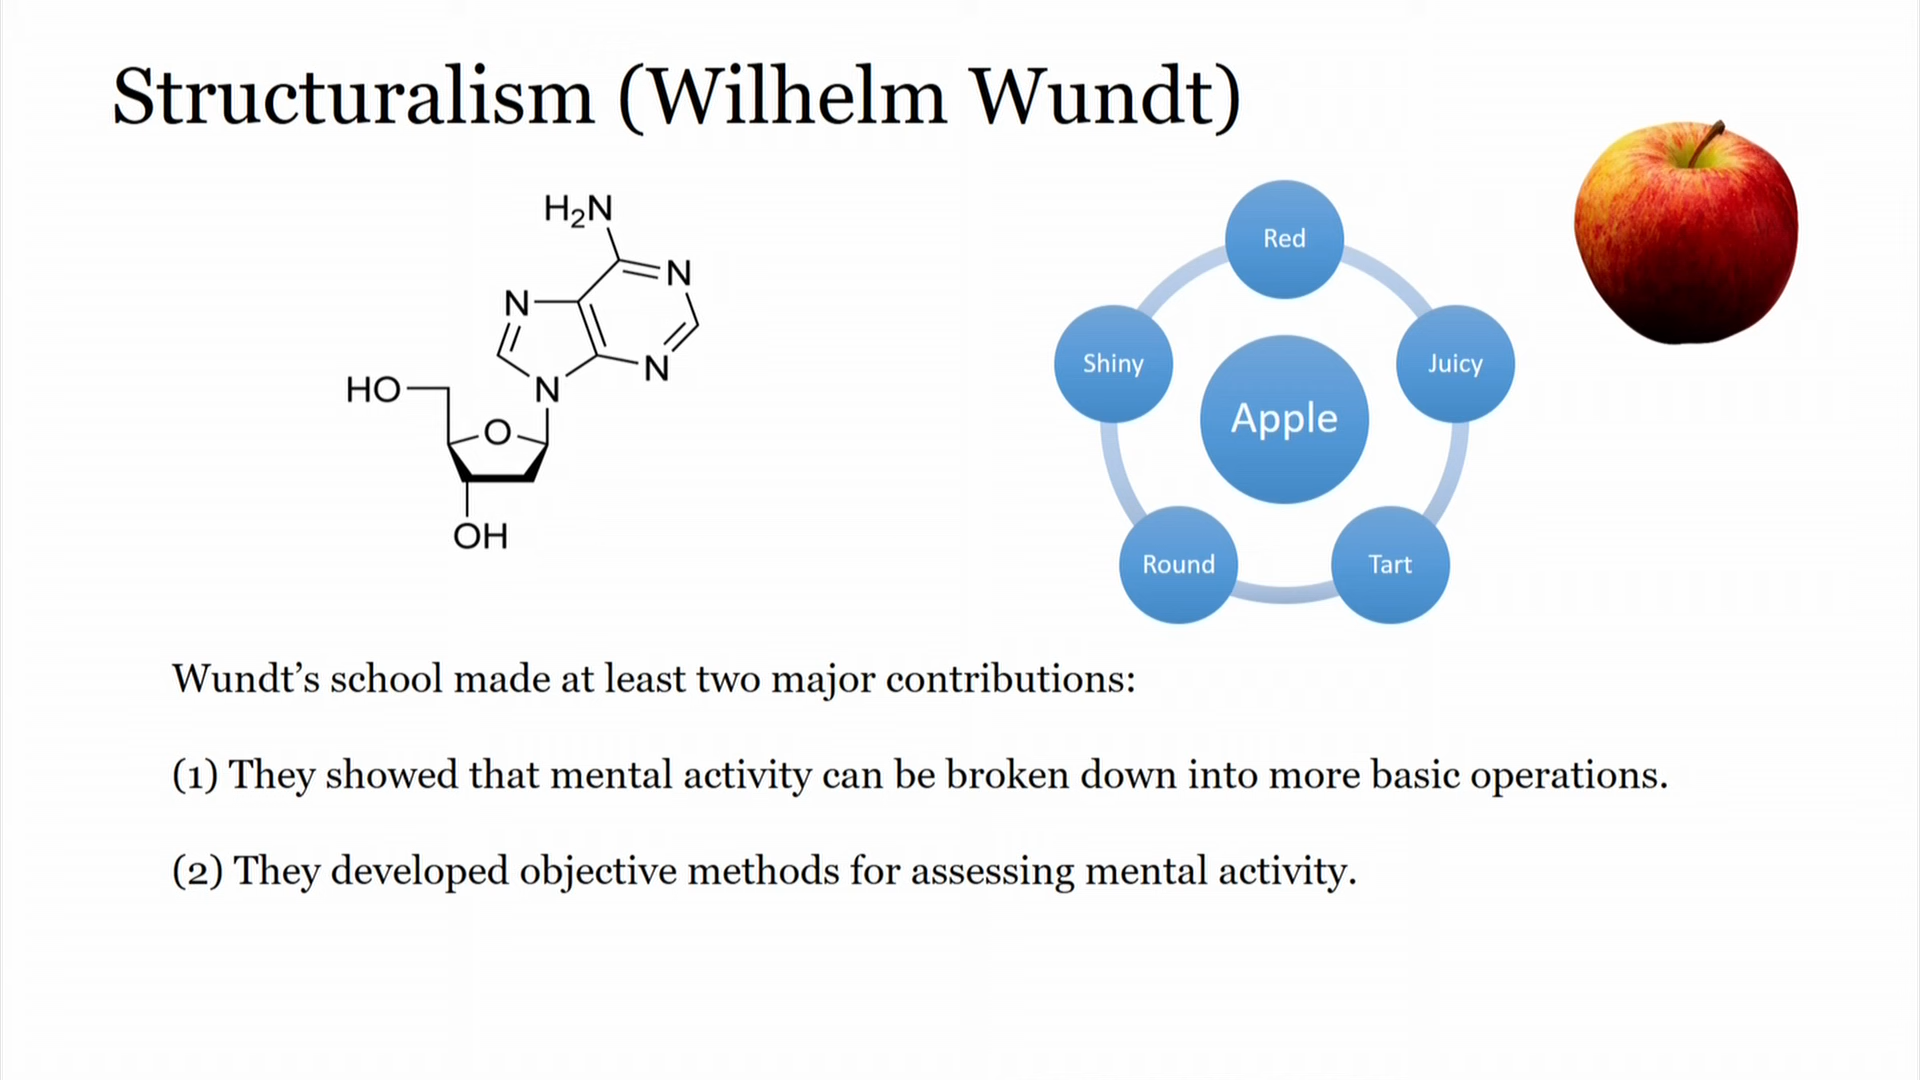 Structuralism (Wilhelm Wundt)
H₂N
N
N
N
N
HO
O
OH
Red
Shiny
Juicy
Apple
Round
Tart
Wundt’s school made at least two major contributions:
(1) They showed that mental activity can be broken down into more basic operations.
(2) They developed objective methods for assessing mental activity.